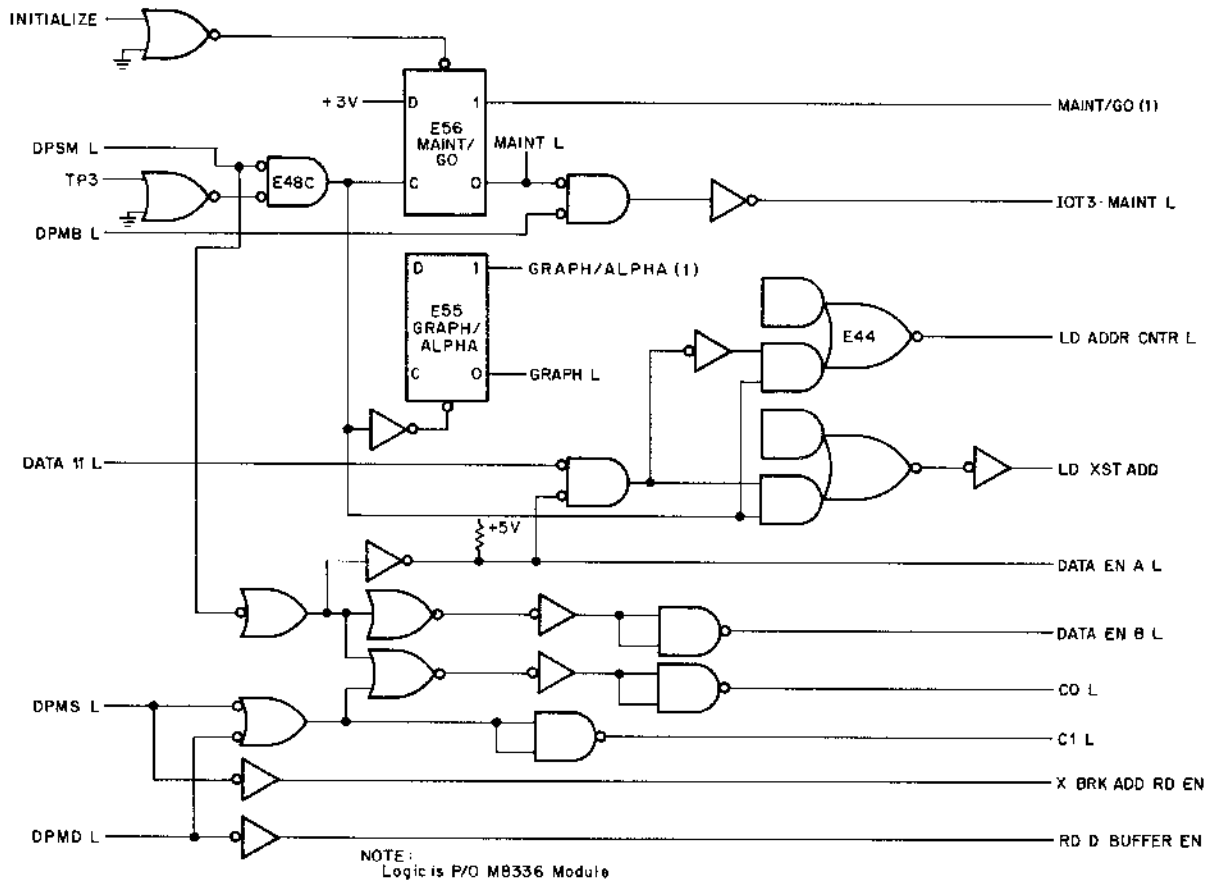 INITIALIZE
+3V
D 1
E56
MAINT/
GO
C 0
MAINT/GO (1)
MAINT L
DPSM L
TP3
E48C
DPMB L
IOT3·MAINT L
D 1
E55
GRAPH/
ALPHA
C 0
GRAPH/ALPHA (1)
GRAPH L
E44
LD ADDR CNTR L
DATA 11 L
LD XST ADD
+5V
DATA EN A L
DATA EN B L
C0 L
DPMS L
C1 L
X BRK ADD RD EN
DPMD L
RD D BUFFER EN
NOTE:
Logic is P/O M8336 Module